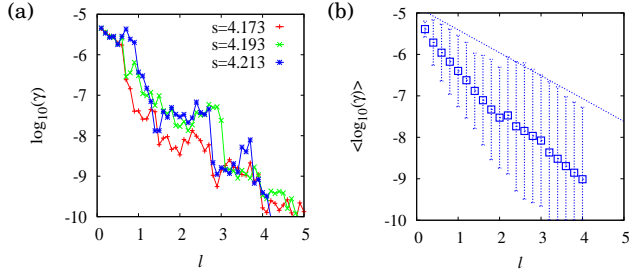 (a)
log₁₀(γ)
-5
-6
-7
-8
-9
-10
0 1 2 3 4 5
l
s=4.173
s=4.193
s=4.213
(b)
<log₁₀(γ)>
-5
-6
-7
-8
-9
-10
0 1 2 3 4 5
l